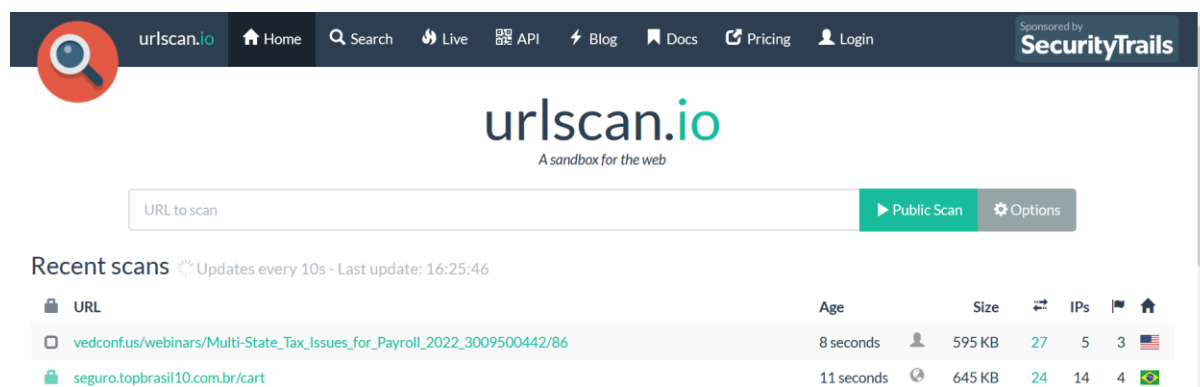 urlscan.io Home Search Live API Blog Docs Pricing Login Sponsored by
SecurityTrails
urlscan.io
A sandbox for the web
URL to scan Public Scan Options
Recent scans Updates every 10s - Last update: 16:25:46
URL Age Size IPs
vedconf.us/webinars/Multi-State_Tax_Issues_for_Payroll_2022_3009500442/86 8 seconds 595 KB 27 5 3
seguro.topbrasil10.com.br/cart 11 seconds 645 KB 24 14 4